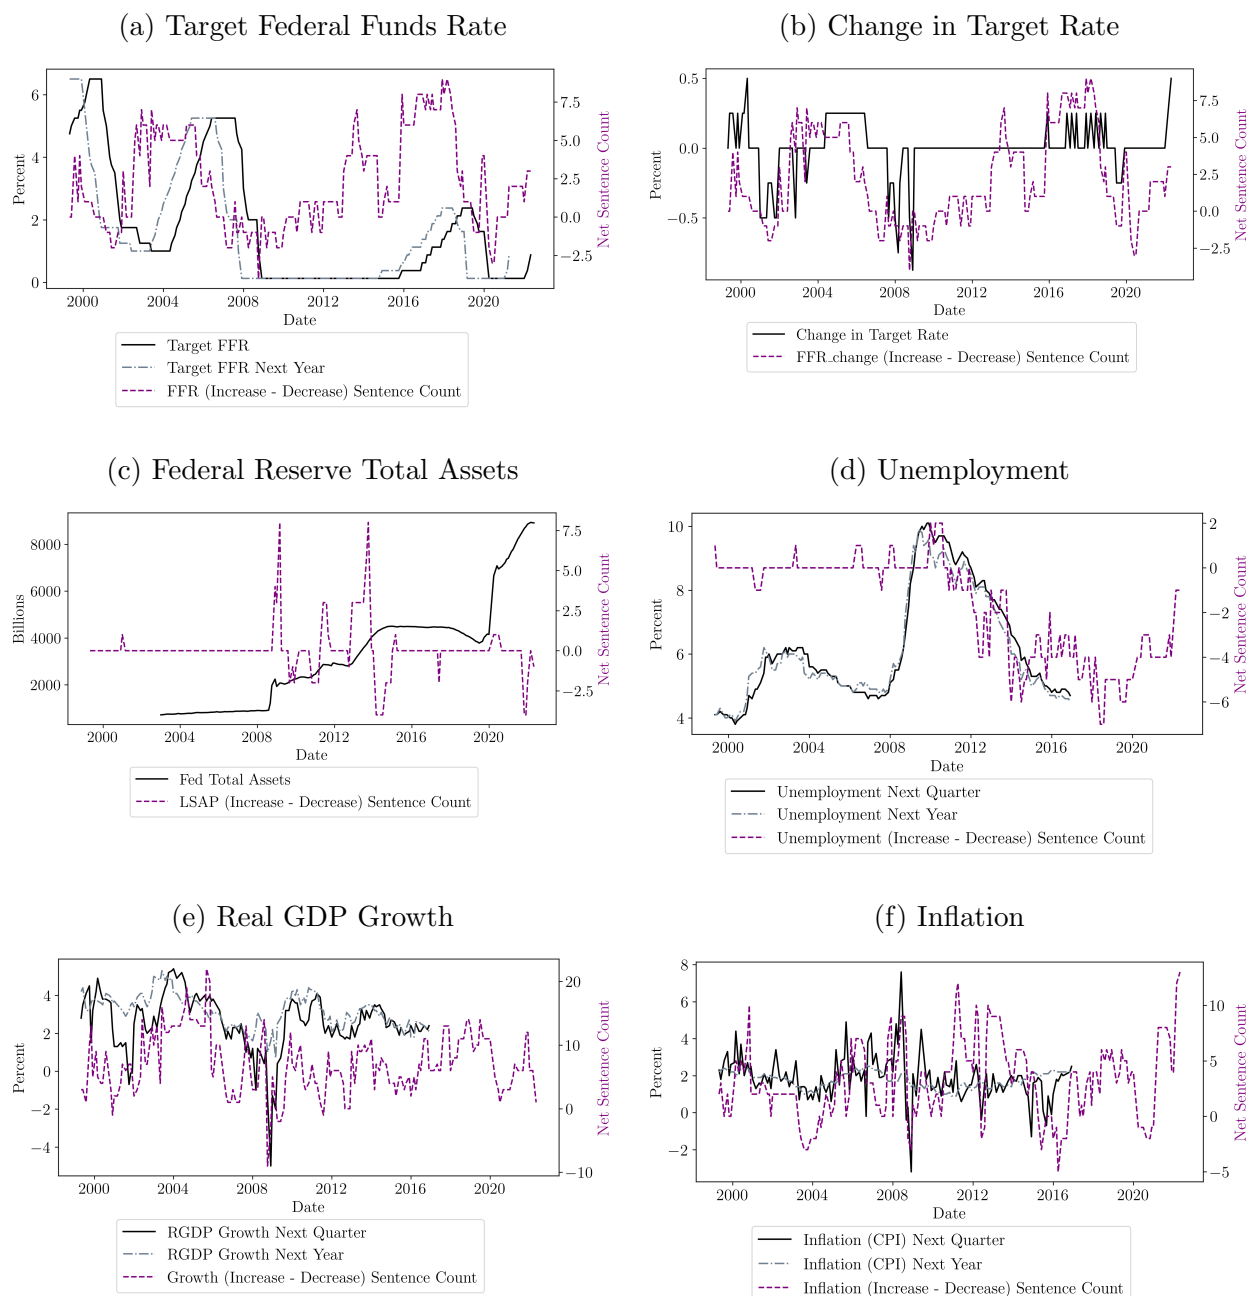 (a) Target Federal Funds Rate
6
4
2
0
Percent
7.5
5.0
2.5
0.0
−2.5
Net Sentence Count
2000 2004 2008 2012 2016 2020
Date
Target FFR
Target FFR Next Year
FFR (Increase - Decrease) Sentence Count
(b) Change in Target Rate
0.5
0.0
−0.5
Percent
7.5
5.0
2.5
0.0
−2.5
Net Sentence Count
2000 2004 2008 2012 2016 2020
Date
Change in Target Rate
FFR_change (Increase - Decrease) Sentence Count
(c) Federal Reserve Total Assets
8000
6000
4000
2000
Billions
7.5
5.0
2.5
0.0
−2.5
Net Sentence Count
2000 2004 2008 2012 2016 2020
Date
Fed Total Assets
LSAP (Increase - Decrease) Sentence Count
(d) Unemployment
10
8
6
4
Percent
2
0
−2
−4
−6
Net Sentence Count
2000 2004 2008 2012 2016 2020
Date
Unemployment Next Quarter
Unemployment Next Year
Unemployment (Increase - Decrease) Sentence Count
(e) Real GDP Growth
4
2
0
−2
−4
Percent
20
10
0
−10
Net Sentence Count
2000 2004 2008 2012 2016 2020
Date
RGDP Growth Next Quarter
RGDP Growth Next Year
Growth (Increase - Decrease) Sentence Count
(f) Inflation
8
6
4
2
0
−2
Percent
10
5
0
−5
Net Sentence Count
2000 2004 2008 2012 2016 2020
Date
Inflation (CPI) Next Quarter
Inflation (CPI) Next Year
Inflation (Increase - Decrease) Sentence Count